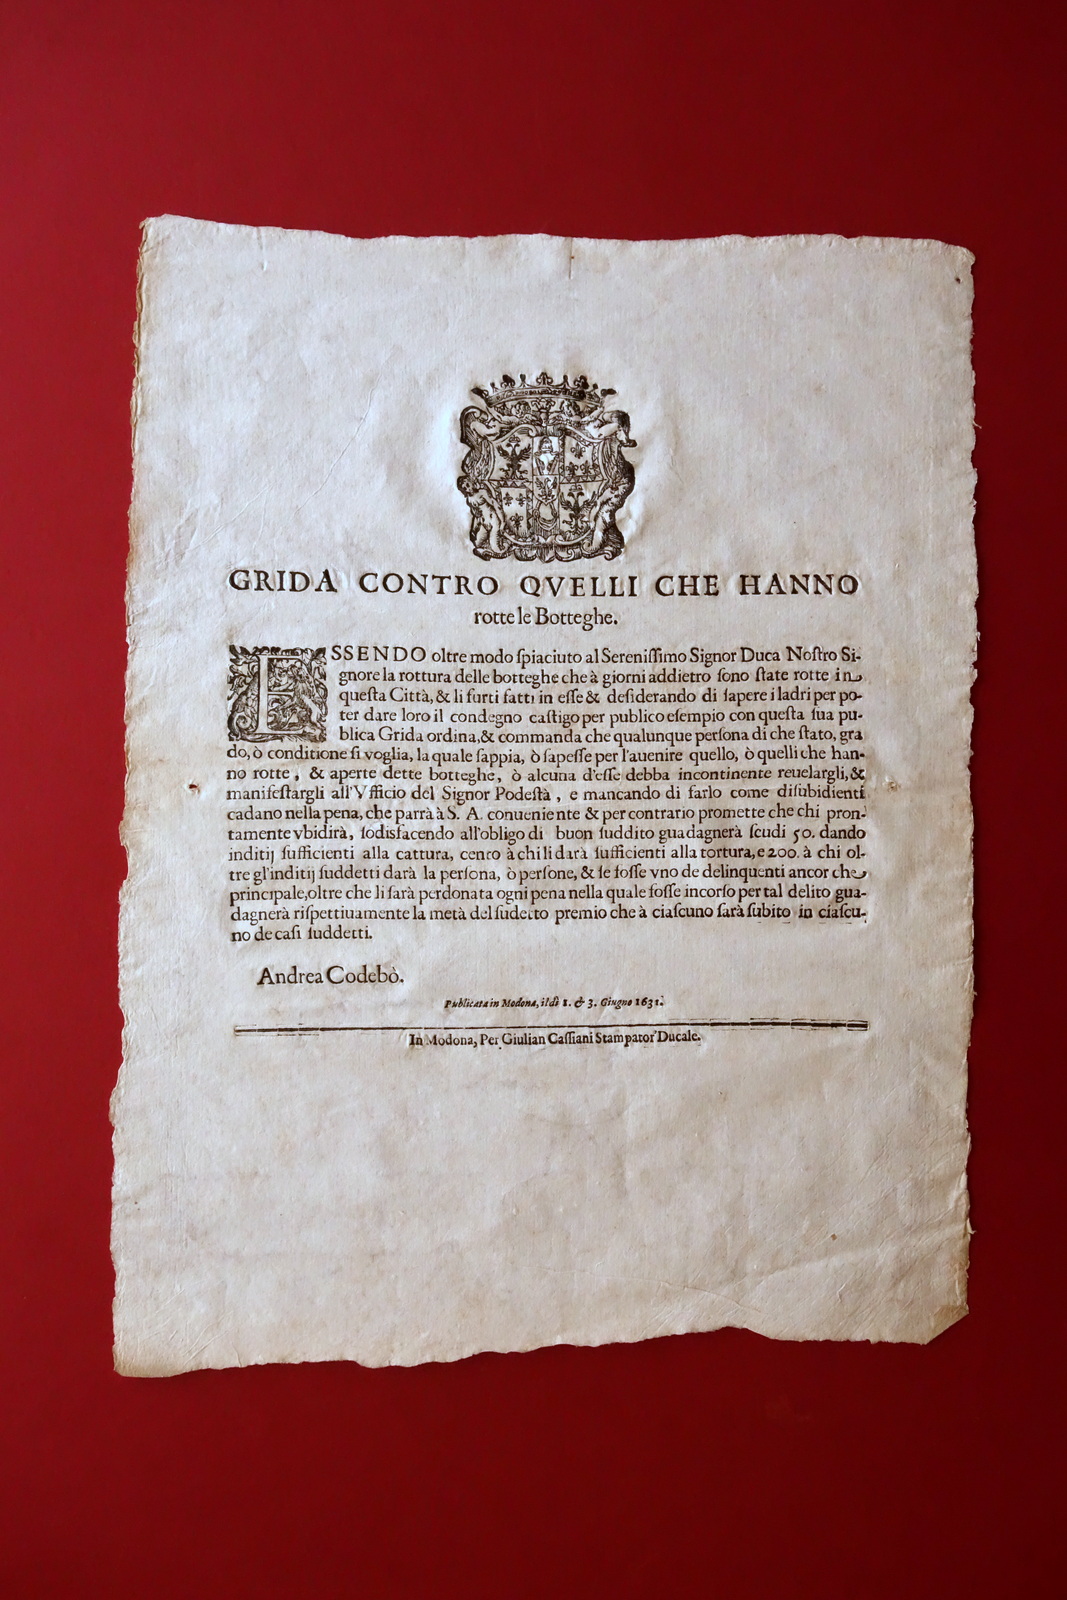 GRIDA CONTRO QVELLI CHE HANNO
rotte le Botteghe.
ESSENDO oltre modo ſpiaciuto al Sereniſſimo Signor Duca Noſtro Si-
gnore la rottura delle botteghe che à giorni addietro ſono ſtate rotte in
queſta Città, & li furti fatti in eſſe & deſiderando di ſapere i ladri per po-
ter dare loro il condegno caſtigo per publico eſempio con queſta ſua pu-
blica Grida ordina, & commanda che qualunque perſona di che ſtato, gra
do, ò conditione ſi voglia, la quale ſappia, ò ſapeſſe per l'auenire quello, ò quelli che han-
no rotte, & aperte dette botteghe, ò alcuna d'eſſe debba incontinente reuelargli, &
manifeſtargli all'Vfficio del Signor Podeſtà, e mancando di farlo come diſubidienti
cadano nella pena, che parrà à S. A. conueniente & per contrario promette che chi pron-
tamente vbidirà, ſodisfacendo all'obligo di buon ſuddito guadagnerà ſcudi 50. dando
inditij ſufficienti alla cattura, cento à chi li darà ſufficienti alla tortura, e 200. à chi ol-
tre gl'inditij ſuddetti darà la perſona, ò perſone, & ſe foſſe vno de delinquenti ancor che
principale, oltre che li ſarà perdonata ogni pena nella quale foſſe incorſo per tal delito gua-
dagnerà riſpettiuamente la metà del ſudetto premio che à ciaſcuno ſarà ſubito in ciaſcu-
no de caſi ſuddetti.
Andrea Codebò.
Publicata in Modona, il dì 1. & 3. Giugno 1631.
In Modona, Per Giulian Caſſiani Stampator Ducale.